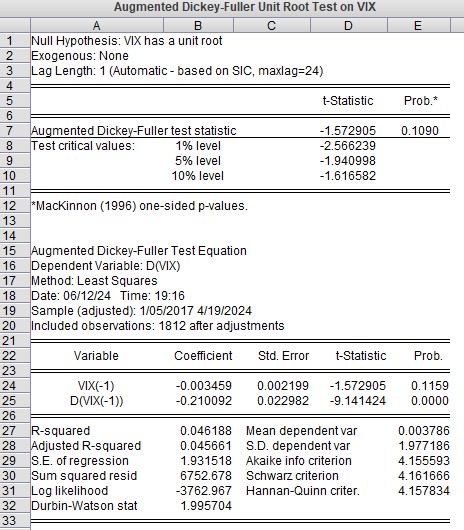 Augmented Dickey-Fuller Unit Root Test on VIX
A B C D E
1 Null Hypothesis: VIX has a unit root
2 Exogenous: None
3 Lag Length: 1 (Automatic - based on SIC, maxlag=24)
4
5 t-Statistic Prob.*
6
7 Augmented Dickey-Fuller test statistic -1.572905 0.1090
8 Test critical values: 1% level -2.566239
9 5% level -1.940998
10 10% level -1.616582
11
12 *MacKinnon (1996) one-sided p-values.
13
14
15 Augmented Dickey-Fuller Test Equation
16 Dependent Variable: D(VIX)
17 Method: Least Squares
18 Date: 06/12/24 Time: 19:16
19 Sample (adjusted): 1/05/2017 4/19/2024
20 Included observations: 1812 after adjustments
21
22 Variable Coefficient Std. Error t-Statistic Prob.
23
24 VIX(-1) -0.003459 0.002199 -1.572905 0.1159
25 D(VIX(-1)) -0.210092 0.022982 -9.141424 0.0000
26
27 R-squared 0.046188 Mean dependent var 0.003786
28 Adjusted R-squared 0.045661 S.D. dependent var 1.977186
29 S.E. of regression 1.931518 Akaike info criterion 4.155593
30 Sum squared resid 6752.678 Schwarz criterion 4.161666
31 Log likelihood -3762.967 Hannan-Quinn criter. 4.157834
32 Durbin-Watson stat 1.995704
33